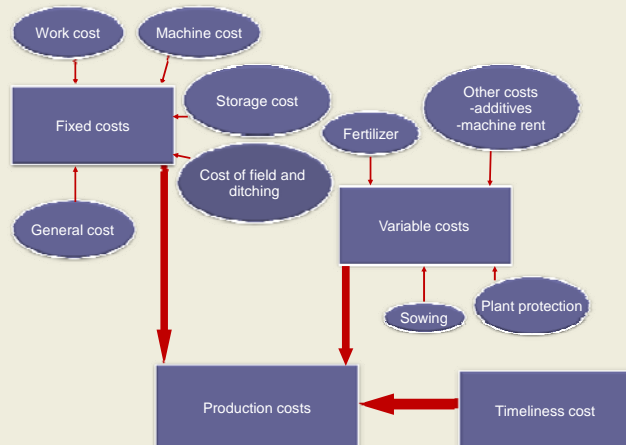 Work cost
Machine cost
Fixed costs
Storage cost
Cost of field and
ditching
General cost
Other costs
-additives
-machine rent
Fertilizer
Variable costs
Sowing
Plant protection
Production costs
Timeliness cost